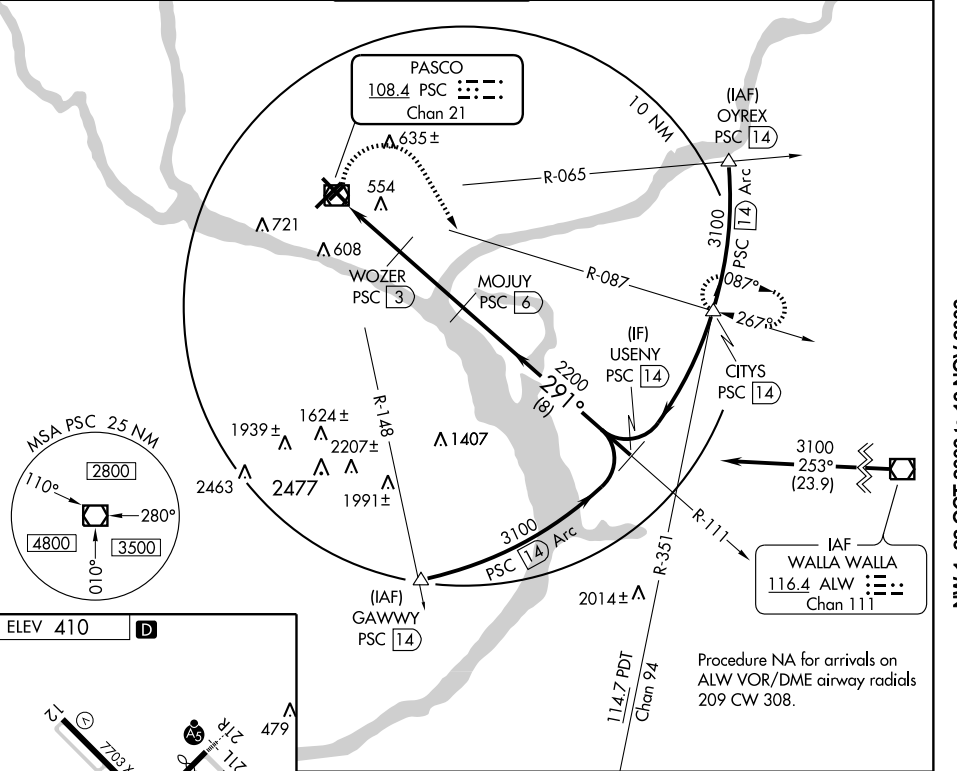 PASCO
108.4 PSC
Chan 21
10 NM
(IAF)
OYREX
PSC 14
635±
R-065
554
721
608
3100
PSC 14 Arc
WOZER
PSC 3
MOJUY
PSC 6
R-087
087°
267°
(IF)
USENY
PSC 14
CITYS
PSC 14
2200
291°
(8)
R-148
1624±
1939±
2207±
1407
2463
2477
1991±
MSA PSC 25 NM
2800
110°
280°
4800
3500
010°
3100
253°
(23.9)
3100
PSC 14 Arc
R-111
R-351
IAF
WALLA WALLA
116.4 ALW
Chan 111
(IAF)
GAWWY
PSC 14
2014±
114.7 PDT
Chan 94
Procedure NA for arrivals on
ALW VOR/DME airway radials
209 CW 308.
ELEV 410
D
12
V
7703 X
A5
21R
21L
479